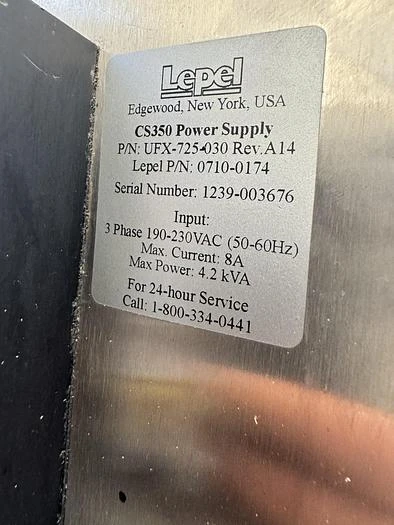 Lepel
Edgewood, New York, USA
CS350 Power Supply
P/N: UFX-725-030 Rev.A14
Lepel P/N: 0710-0174
Serial Number: 1239-003676
Input:
3 Phase 190-230VAC (50-60Hz)
Max. Current: 8A
Max Power: 4.2 kVA
For 24-hour Service
Call: 1-800-334-0441